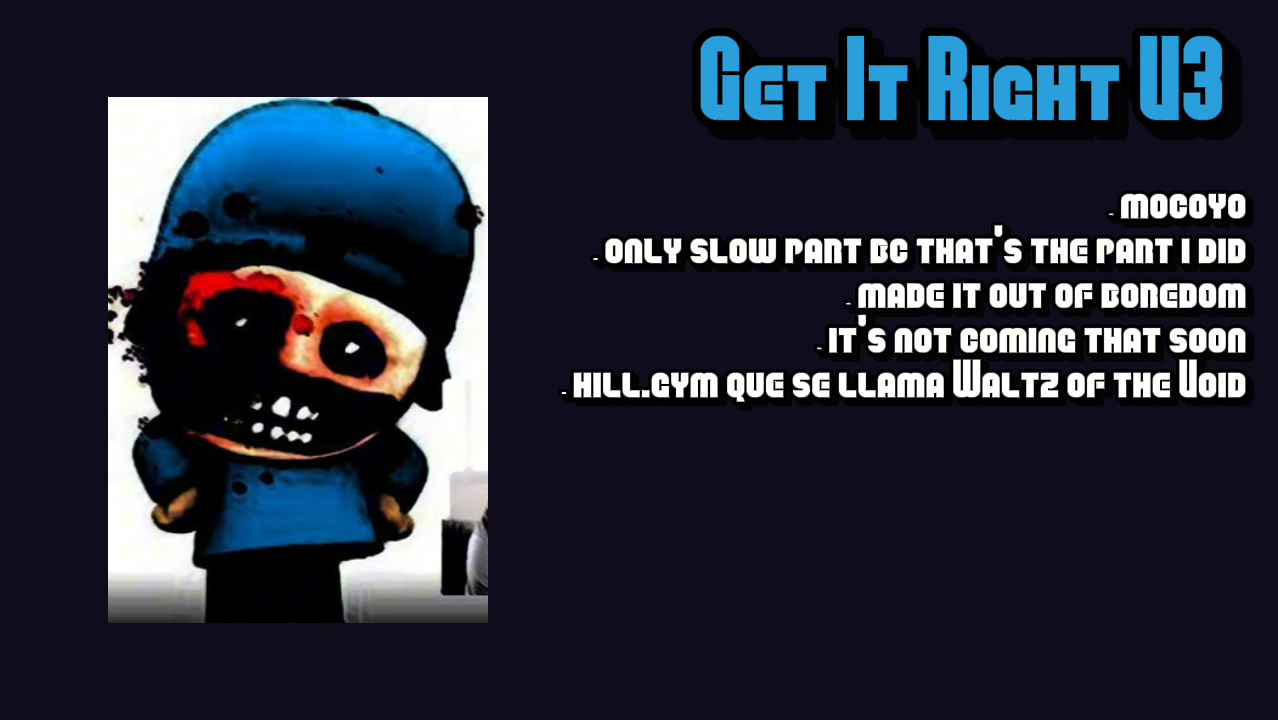 Get It Right V3
- mocoyo
- only slow part bc that's the part i did
- made it out of boredom
- it's not coming that soon
- hill.gym que se llama Waltz of the Void